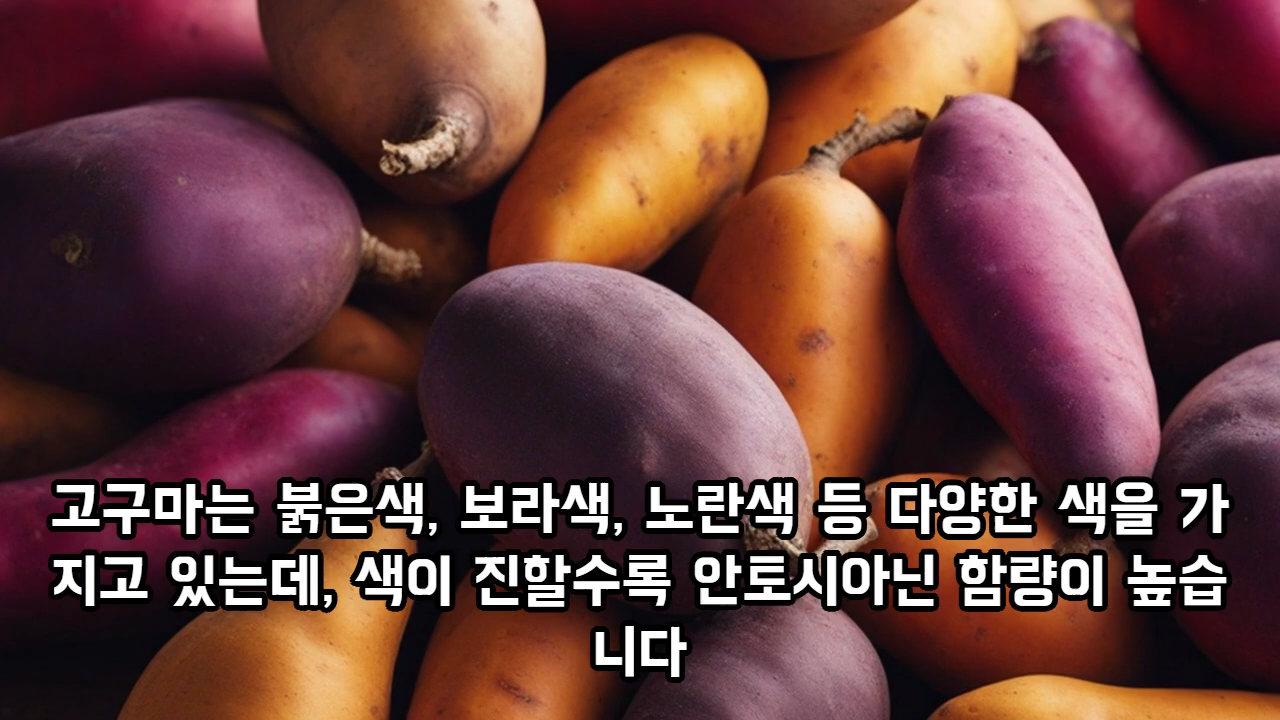 고구마는 붉은색, 보라색, 노란색 등 다양한 색을 가
지고 있는데, 색이 진할수록 안토시아닌 함량이 높습
니다